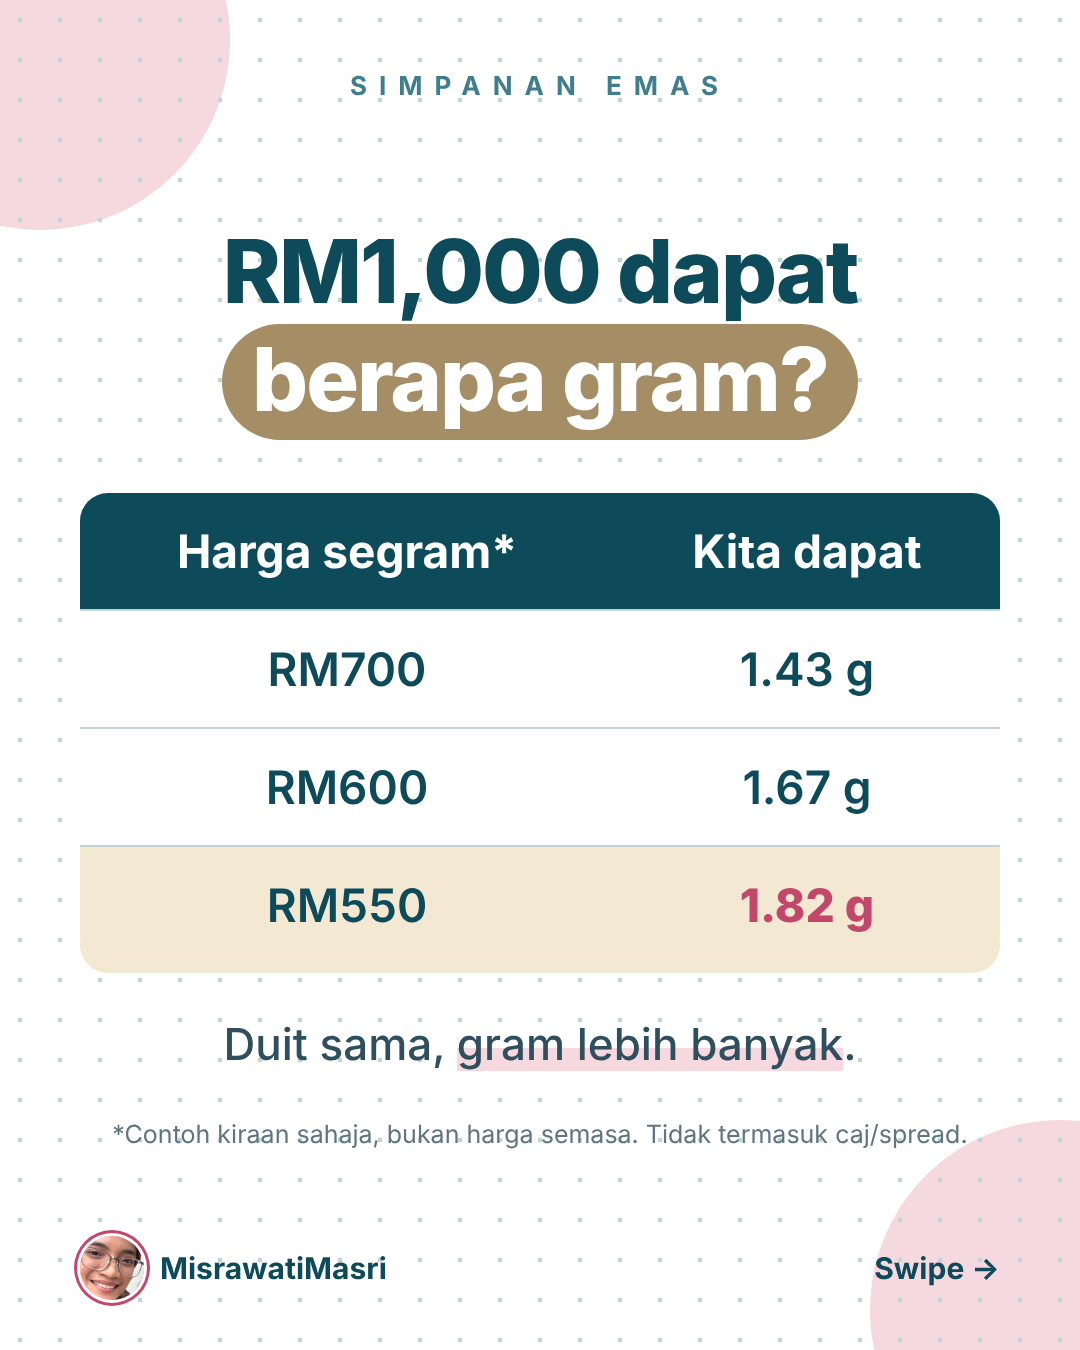 SIMPANAN EMAS
RM1,000 dapat
berapa gram?
Harga segram* Kita dapat
RM700 1.43 g
RM600 1.67 g
RM550 1.82 g
Duit sama, gram lebih banyak.
*Contoh kiraan sahaja, bukan harga semasa. Tidak termasuk caj/spread.
MisrawatiMasri Swipe →